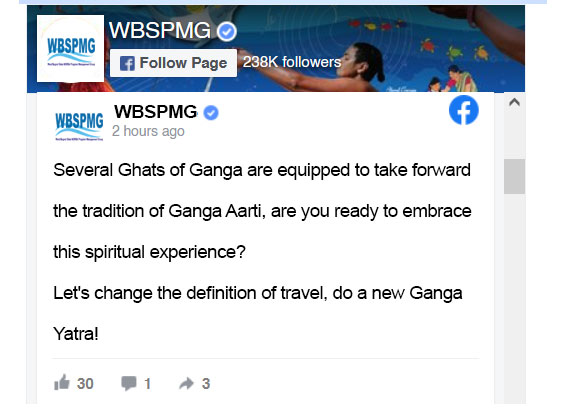 WBSPMG
WBSPMG
Follow Page 238K followers
WBSPMG
WBSPMG
2 hours ago
Several Ghats of Ganga are equipped to take forward
the tradition of Ganga Aarti, are you ready to embrace
this spiritual experience?
Let's change the definition of travel, do a new Ganga
Yatra!
30 1 3